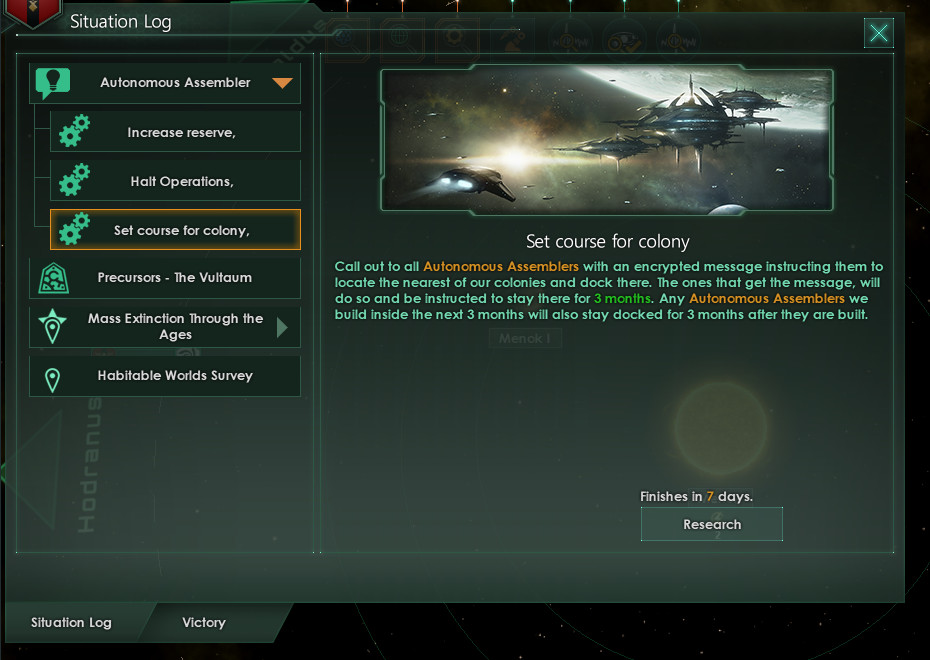 Situation Log
Autonomous Assembler
Increase reserve,
Halt Operations,
Set course for colony,
Precursors - The Vultaum
Mass Extinction Through the
Ages
Habitable Worlds Survey
Set course for colony
Call out to all Autonomous Assemblers with an encrypted message instructing them to
locate the nearest of our colonies and dock there. The ones that get the message, will
do so and be instructed to stay there for 3 months. Any Autonomous Assemblers we
build inside the next 3 months will also stay docked for 3 months after they are built.
Mencik I
Hodranus
Finishes in 7 days.
Research
2
Situation Log
Victory